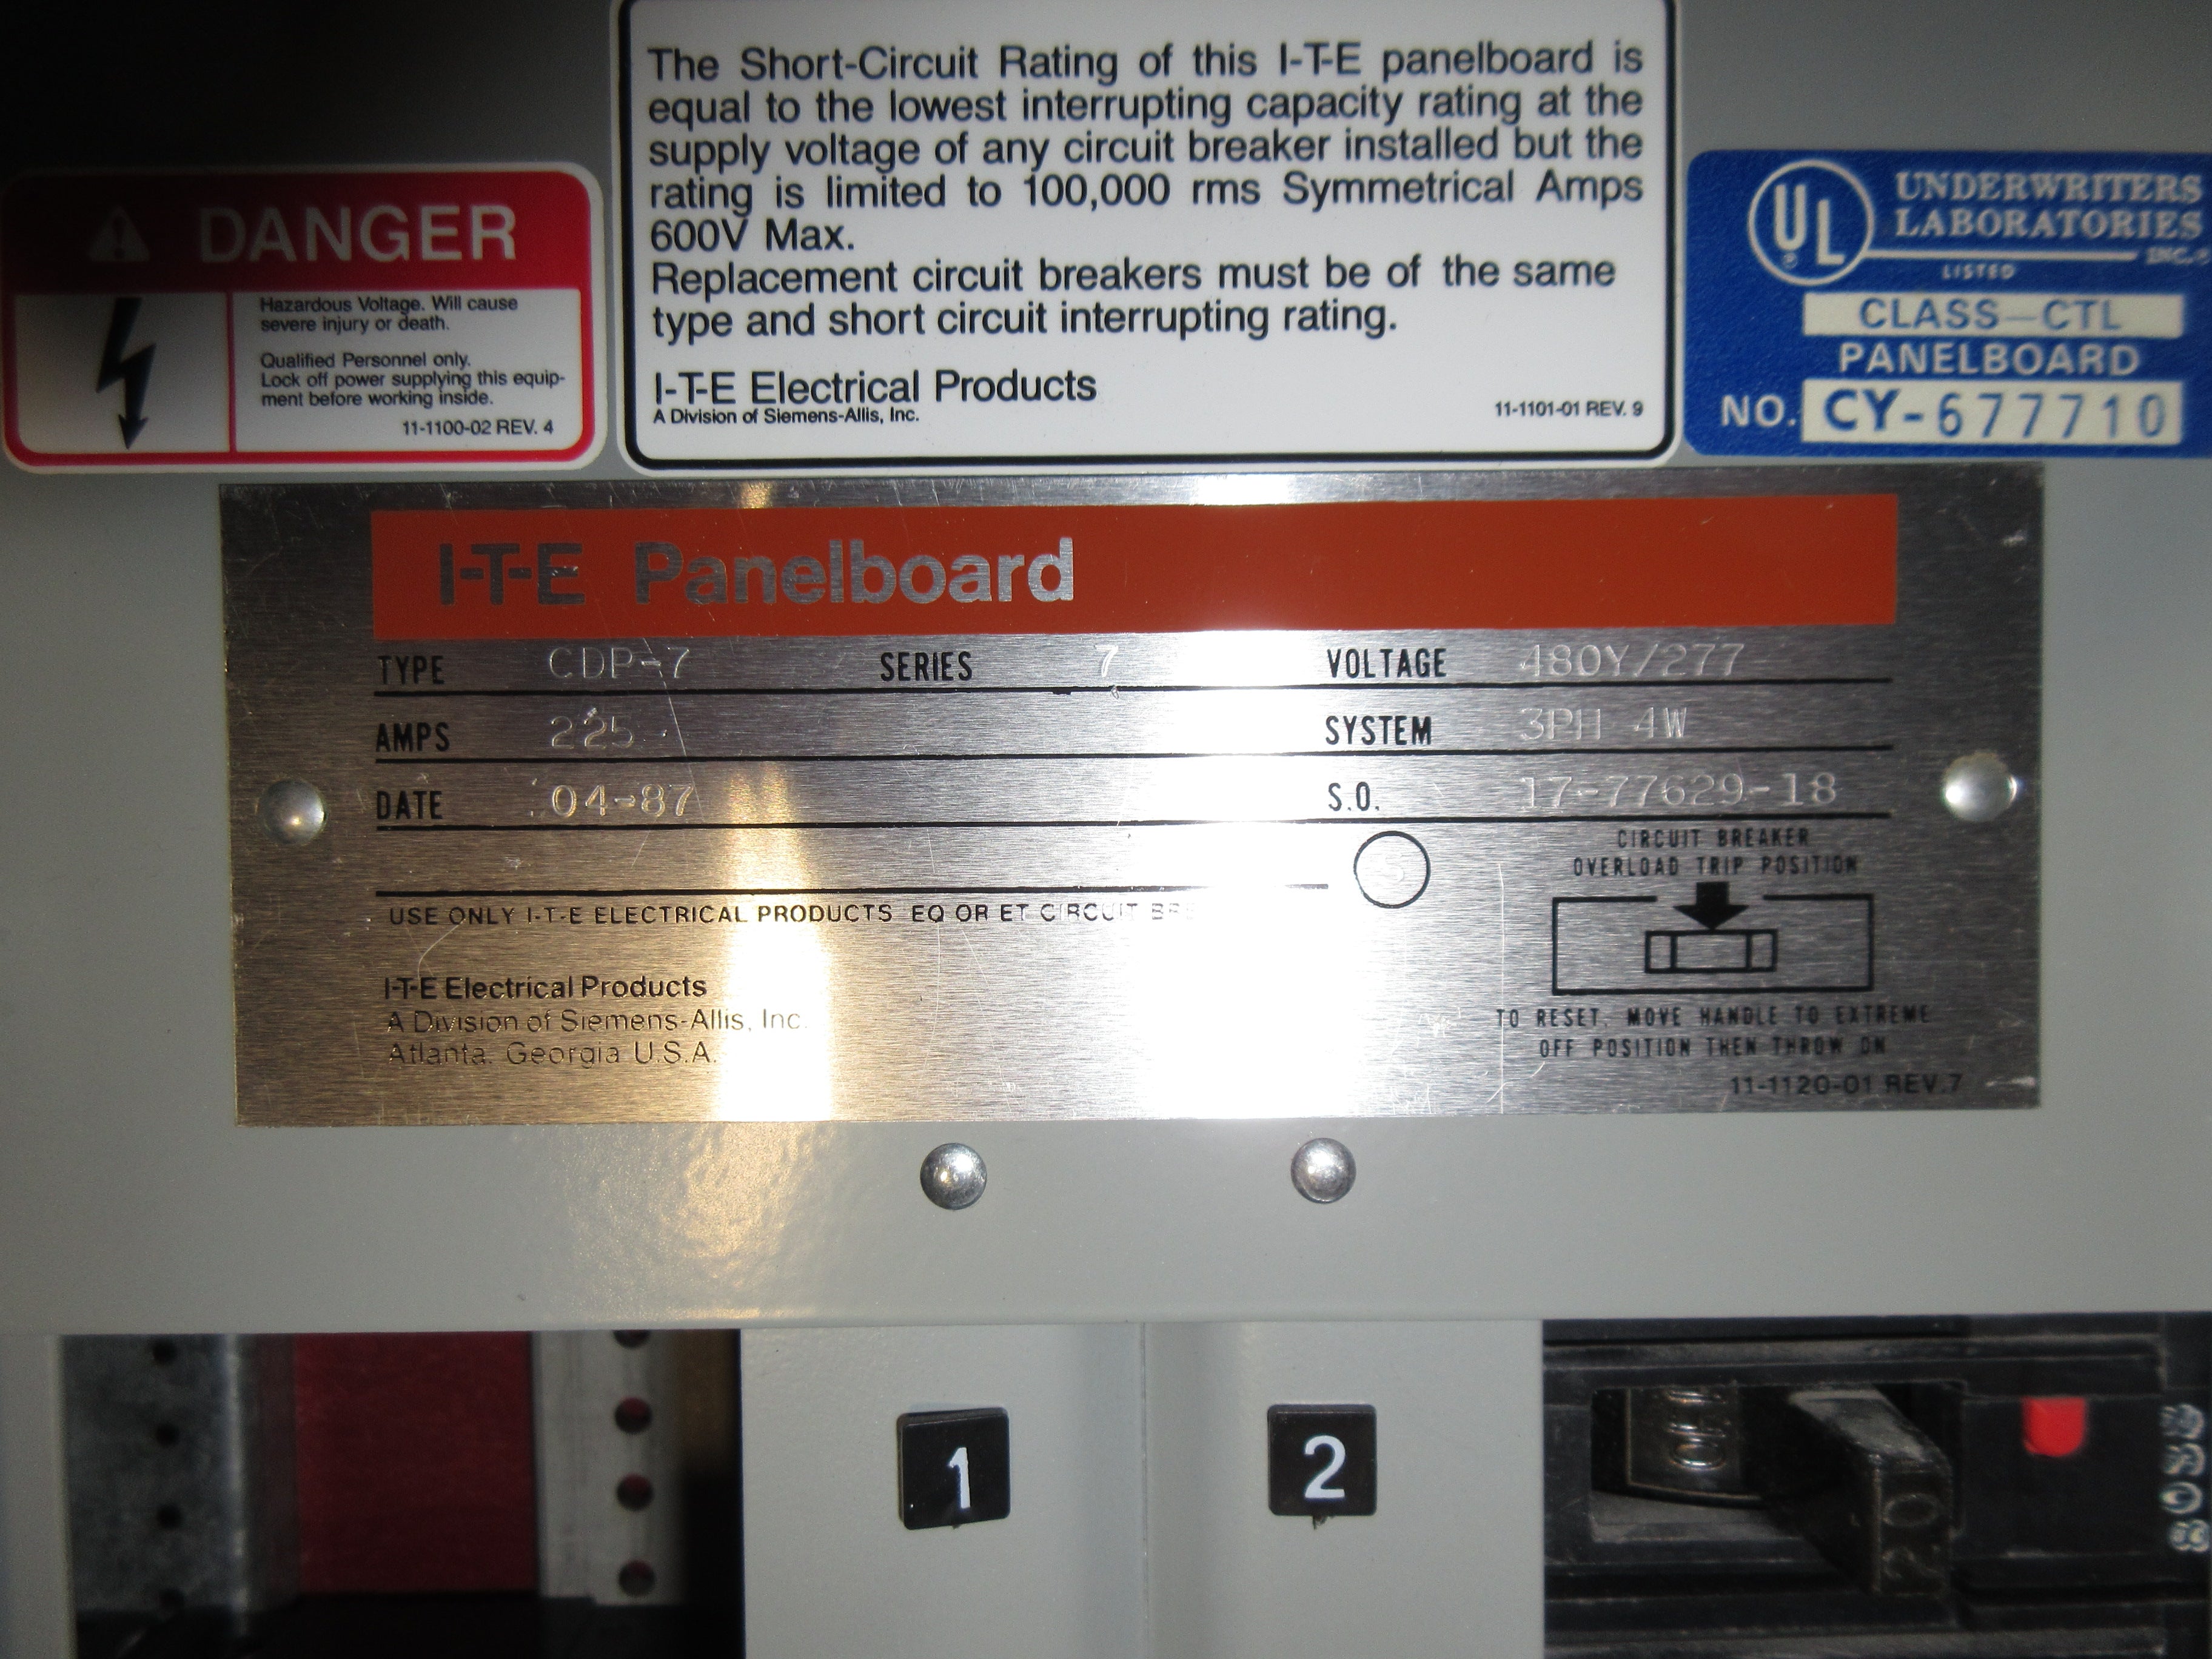 The Short-Circuit Rating of this I-T-E panelboard is
equal to the lowest interrupting capacity rating at the
supply voltage of any circuit breaker installed but the
rating is limited to 100,000 rms Symmetrical Amps
600V Max.
Replacement circuit breakers must be of the same
type and short circuit interrupting rating.
I-T-E Electrical Products
A Division of Siemens-Allis, Inc.
11-1101-01 REV. 9
DANGER
Hazardous Voltage. Will cause
severe injury or death.
Qualified Personnel only.
Lock off power supplying this equip-
ment before working inside.
11-1100-02 REV. 4
UL
UNDERWRITERS
LABORATORIES
INC.®
LISTED
CLASS-CTL
PANELBOARD
NO. CY-677710
I-T-E Panelboard
TYPE CDP-7 SERIES 7 VOLTAGE 480Y/277
AMPS 225 SYSTEM 3PH 4W
DATE 04-87 S.O. 17-77629-18
CIRCUIT BREAKER
OVERLOAD TRIP POSITION
USE ONLY I-T-E ELECTRICAL PRODUCTS EQ OR ET CIRCUIT
I-T-E Electrical Products
A Division of Siemens-Allis, Inc.
Atlanta, Georgia U.S.A.
TO RESET, MOVE HANDLE TO EXTREME
OFF POSITION THEN THROW ON
11-1120-01 REV.7
1
2
20